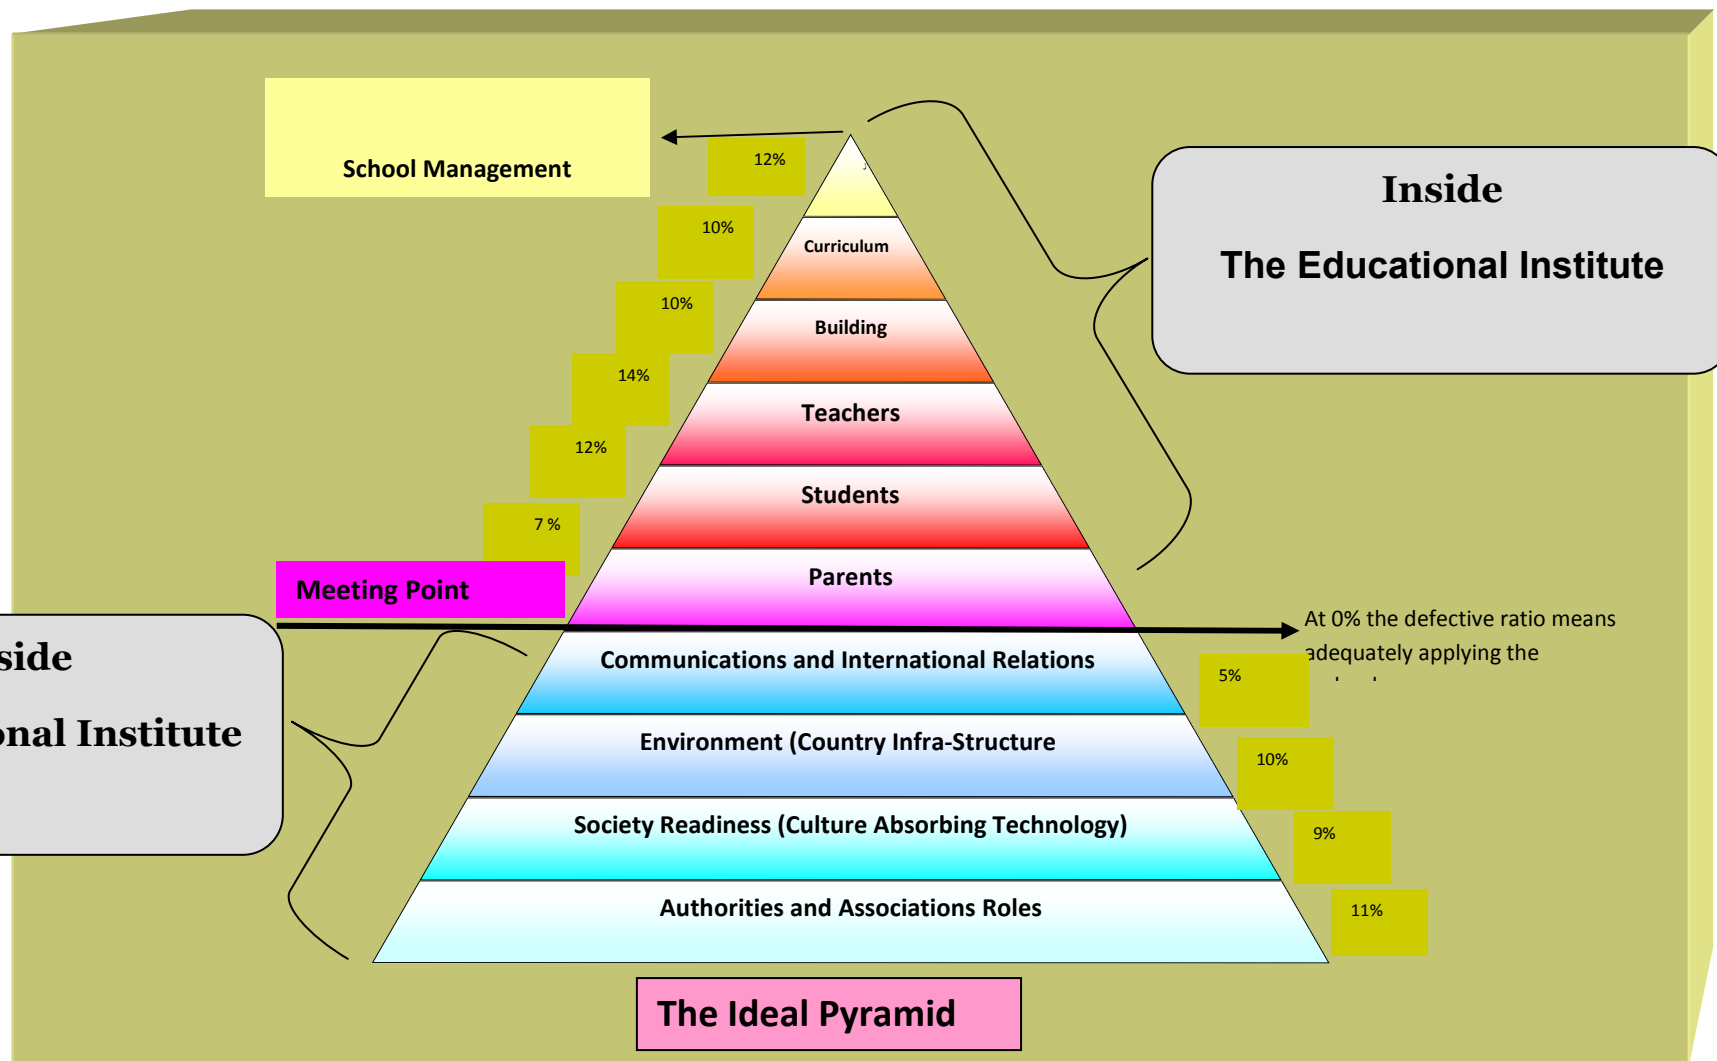 School Management
12%
Inside
The Educational Institute
10%
Curriculum
10%
Building
14%
Teachers
12%
Students
7 %
Parents
Meeting Point
At 0% the defective ratio means
adequately applying the
side
onal Institute
Communications and International Relations
5%
Environment (Country Infra-Structure
10%
Society Readiness (Culture Absorbing Technology)
9%
Authorities and Associations Roles
11%
The Ideal Pyramid